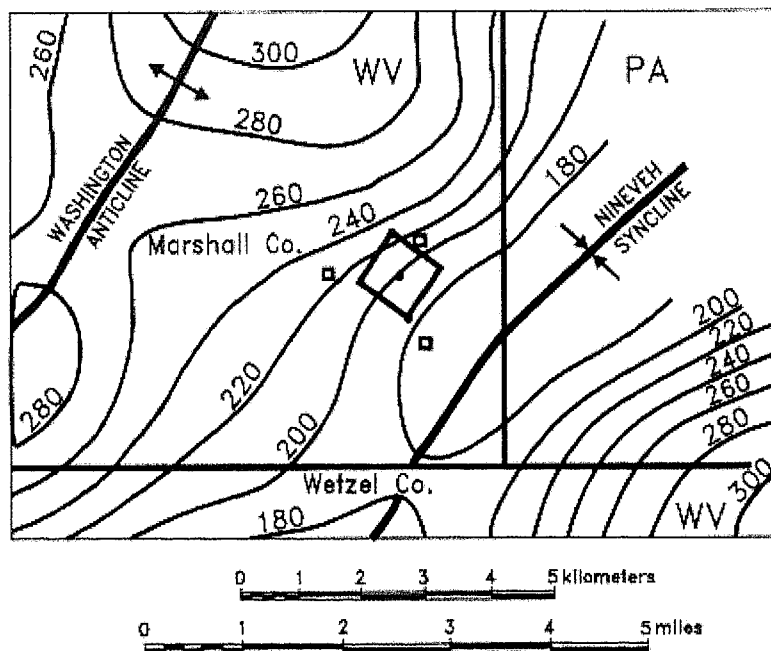 300
WV
PA
260
280
WASHINGTON
ANTICLINE
180
NINEVEH
SYNCLINE
260
240
Marshall Co.
200
220
240
260
280
300
220
280
200
Wetzel Co.
180
WV
0 1 2 3 4 5 kilometers
0 1 2 3 4 5 miles